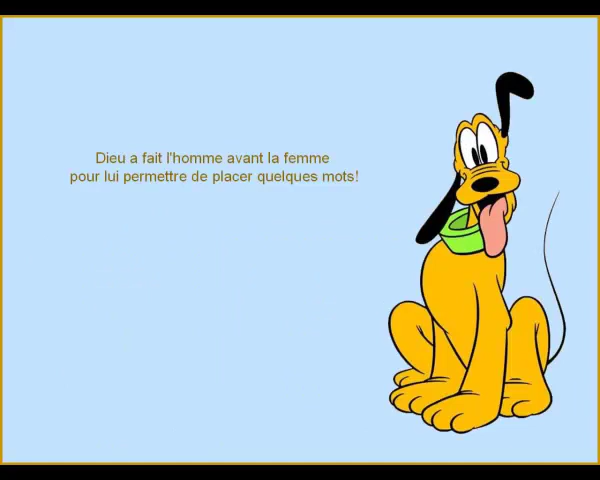 Dieu a fait l'homme avant la femme
pour lui permettre de placer quelques mots!